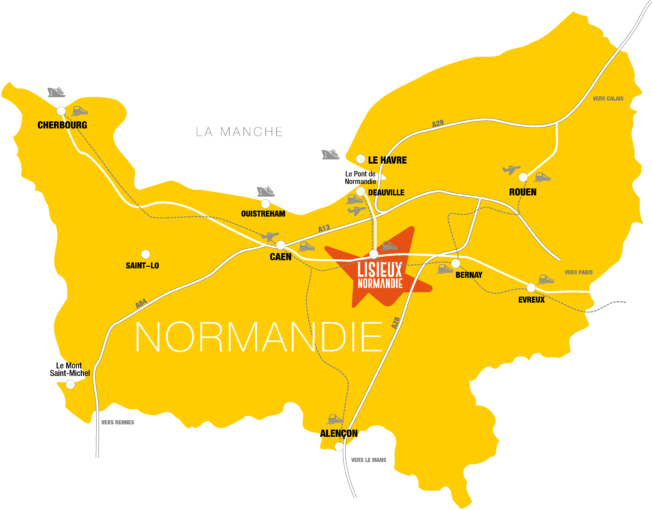 VERS CALAIS
CHERBOURG
LA MANCHE
A29
LE HAVRE
Le Pont de
Normandie
DEAUVILLE
ROUEN
OUISTREHAM
A13
CAEN
SAINT-LO
LISIEUX
NORMANDIE
BERNAY
VERS PARIS
EVREUX
A84
NORMANDIE
A28
Le Mont
Saint-Michel
VERS RENNES
ALENÇON
VERS LE MANS